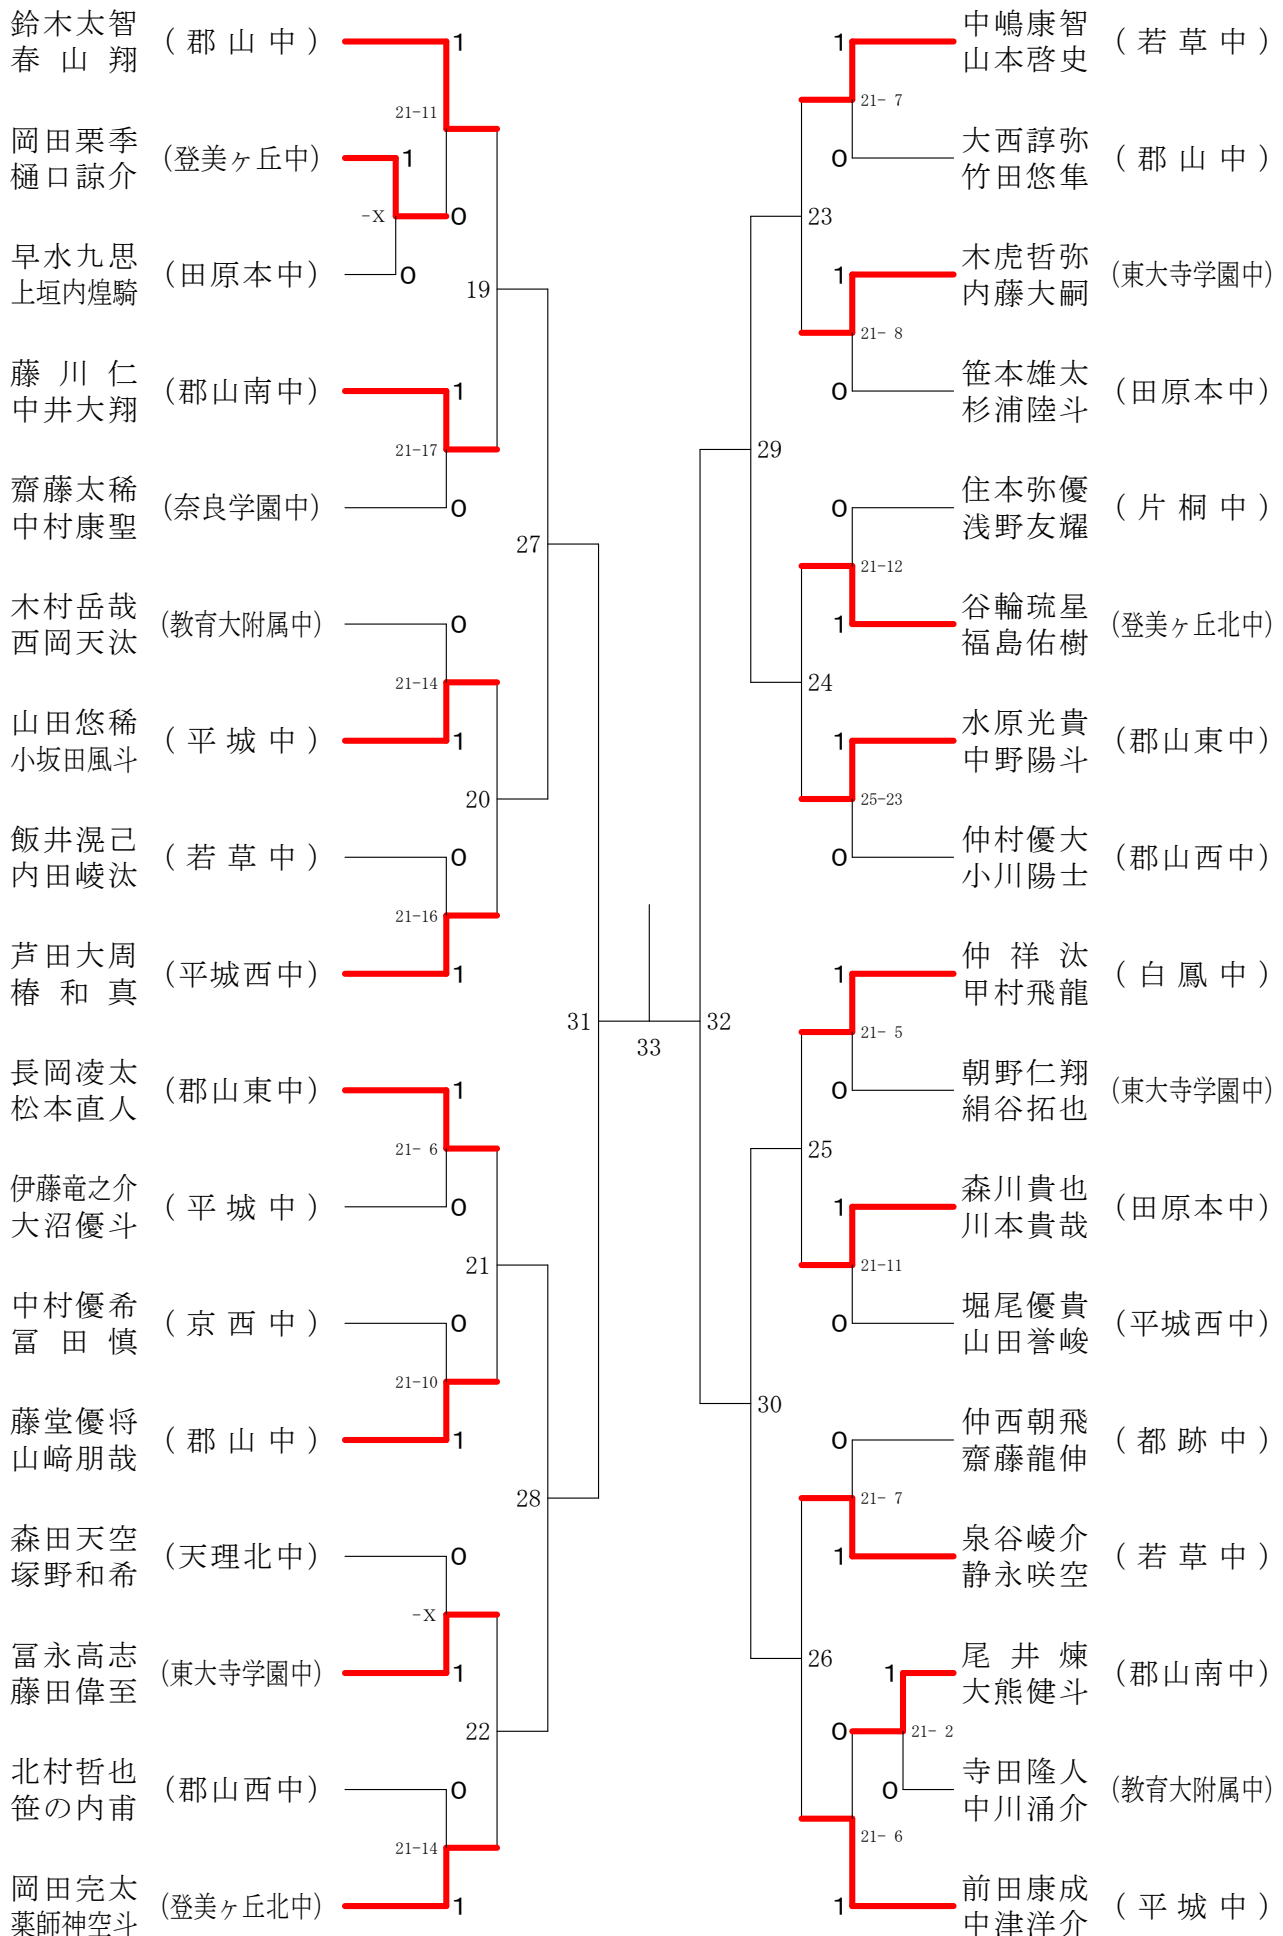 鈴木太智
春山翔
(郡山中)
1
21-11
岡田栗季
樋口諒介
(登美ヶ丘中)
1
-X
0
早水九思
上垣内煌騎
(田原本中)
0
19
藤川仁
中井大翔
(郡山南中)
1
21-17
齋藤太稀
中村康聖
(奈良学園中)
0
27
木村岳哉
西岡天汰
(教育大附属中)
0
21-14
山田悠稀
小坂田風斗
(平城中)
1
20
飯井滉己
内田崚汰
(若草中)
0
21-16
芦田大周
椿和真
(平城西中)
1
31
33
32
長岡凌太
松本直人
(郡山東中)
1
21- 6
伊藤竜之介
大沼優斗
(平城中)
0
21
中村優希
冨田慎
(京西中)
0
21-10
藤堂優将
山﨑朋哉
(郡山中)
1
28
森田天空
塚野和希
(天理北中)
0
-X
冨永高志
藤田偉至
(東大寺学園中)
1
22
北村哲也
笹の内甫
(郡山西中)
0
21-14
岡田完太
薬師神空斗
(登美ヶ丘北中)
1
1
中嶋康智
山本啓史
(若草中)
21- 7
0
大西諄弥
竹田悠隼
(郡山中)
23
1
木虎哲弥
内藤大嗣
(東大寺学園中)
21- 8
0
笹本雄太
杉浦陸斗
(田原本中)
29
0
住本弥優
浅野友耀
(片桐中)
21-12
1
谷輪琉星
福島佑樹
(登美ヶ丘北中)
24
1
水原光貴
中野陽斗
(郡山東中)
25-23
0
仲村優大
小川陽士
(郡山西中)
1
仲祥汰
甲村飛龍
(白鳳中)
21- 5
0
朝野仁翔
絹谷拓也
(東大寺学園中)
25
1
森川貴也
川本貴哉
(田原本中)
21-11
0
堀尾優貴
山田誉峻
(平城西中)
30
0
仲西朝飛
齋藤龍伸
(都跡中)
21- 7
1
泉谷崚介
静永咲空
(若草中)
26
1
尾井煉
大熊健斗
(郡山南中)
0
21- 2
0
寺田隆人
中川涌介
(教育大附属中)
21- 6
1
前田康成
中津洋介
(平城中)